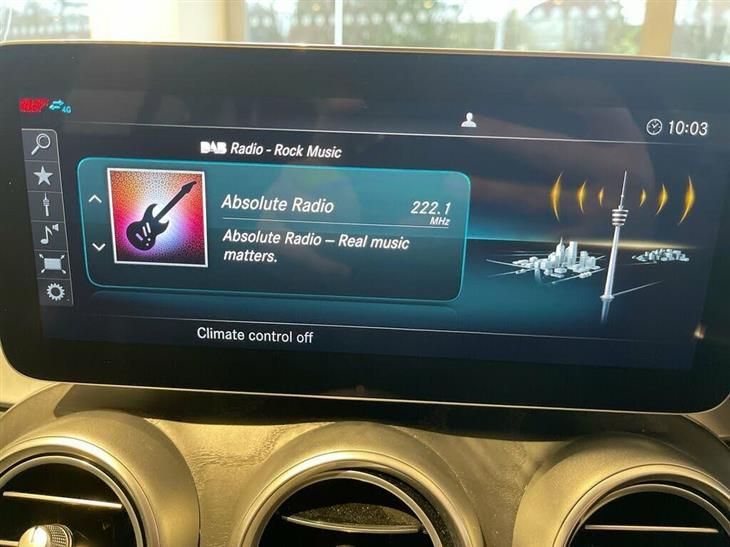 4G
10:03
DAB Radio - Rock Music
Absolute Radio 222.1
MHz
Absolute Radio – Real music
matters.
Climate control off